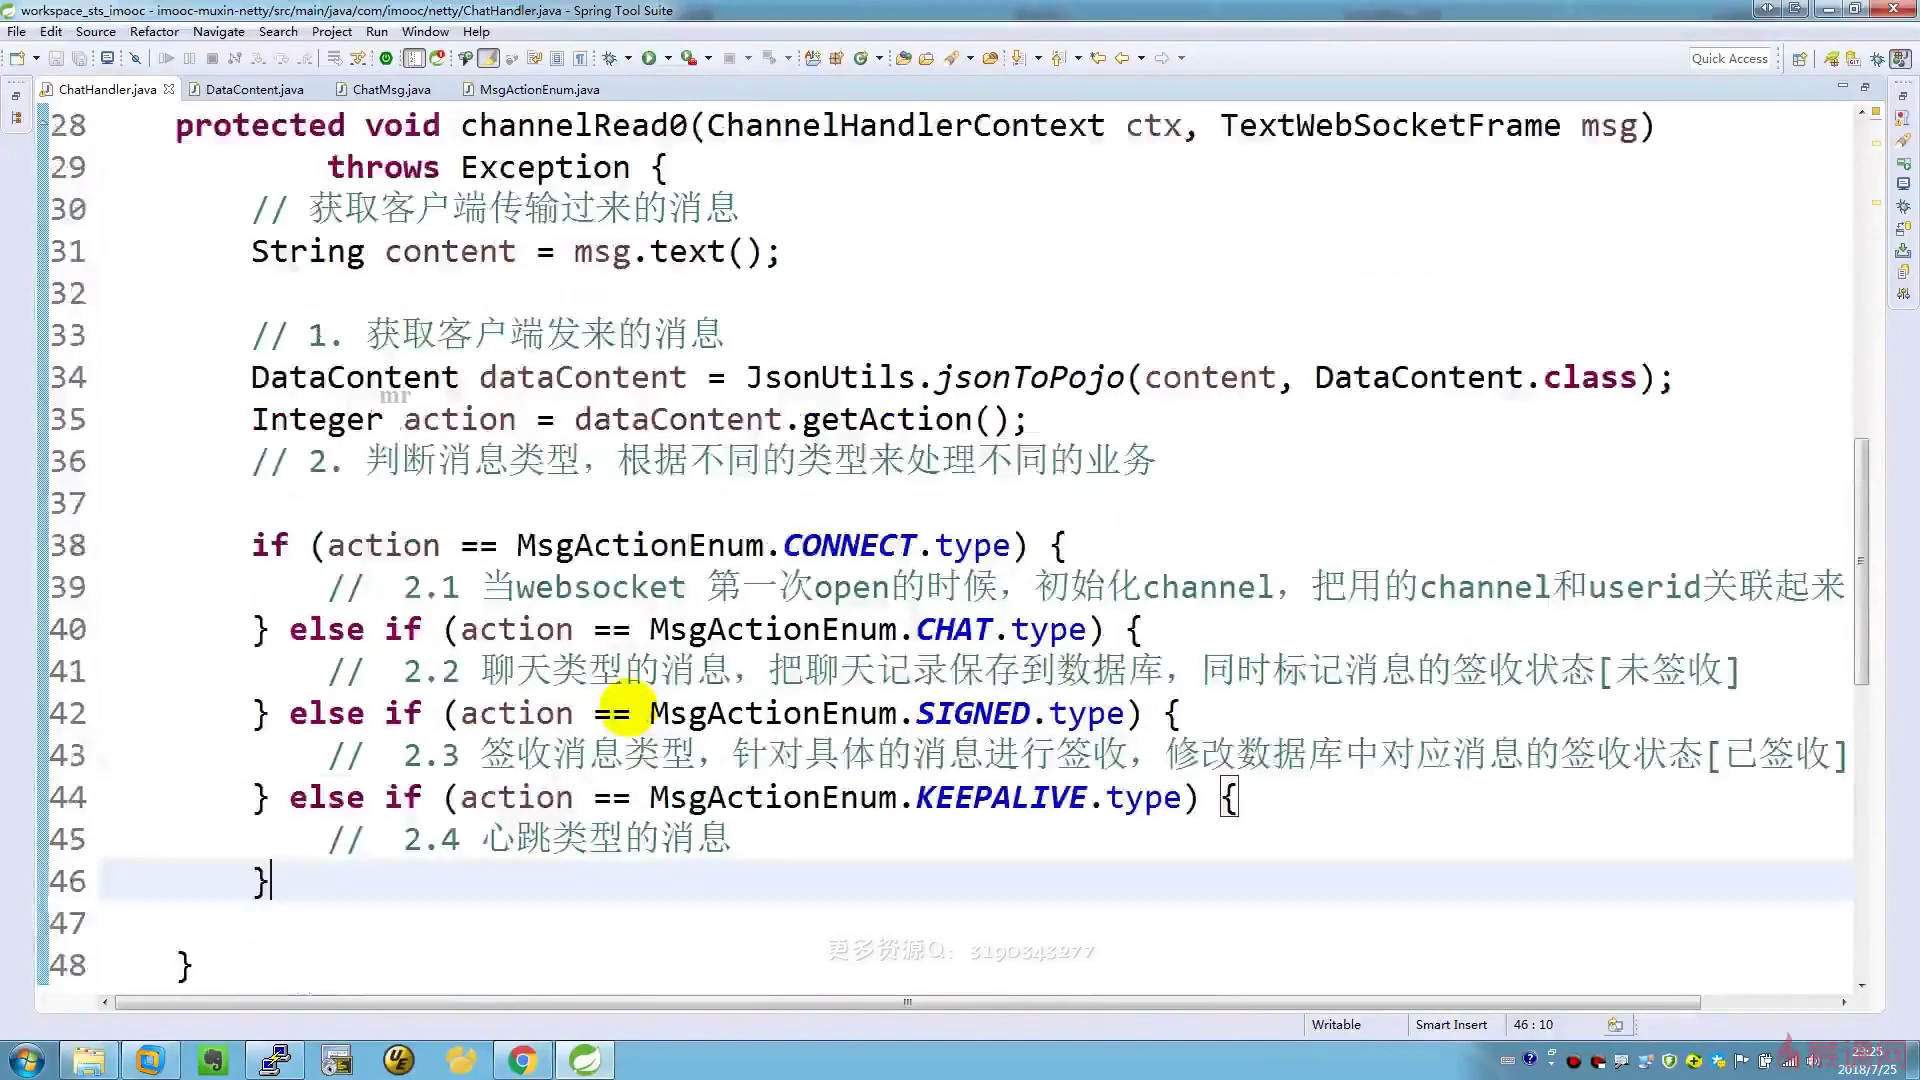 workspace_sts_imooc - imooc-muxin-netty/src/main/java/com/imooc/netty/ChatHandler.java - Spring Tool Suite
File Edit Source Refactor Navigate Search Project Run Window Help
Quick Access
ChatHandler.java DataContent.java ChatMsg.java MsgActionEnum.java
28 protected void channelRead0(ChannelHandlerContext ctx, TextWebSocketFrame msg)
29 throws Exception {
30 // 获取客户端传输过来的消息
31 String content = msg.text();
32
33 // 1. 获取客户端发来的消息
34 DataContent dataContent = JsonUtils.jsonToPojo(content, DataContent.class);
mr
35 Integer action = dataContent.getAction();
36 // 2. 判断消息类型，根据不同的类型来处理不同的业务
37
38 if (action == MsgActionEnum.CONNECT.type) {
39 // 2.1 当websocket 第一次open的时候，初始化channel，把用的channel和userid关联起来
40 } else if (action == MsgActionEnum.CHAT.type) {
41 // 2.2 聊天类型的消息，把聊天记录保存到数据库，同时标记消息的签收状态[未签收]
42 } else if (action == MsgActionEnum.SIGNED.type) {
43 // 2.3 签收消息类型，针对具体的消息进行签收，修改数据库中对应消息的签收状态[已签收]
44 } else if (action == MsgActionEnum.KEEPALIVE.type) {
45 // 2.4 心跳类型的消息
46 }
47
更多资源Q: 3190343277
48 }
Writable Smart Insert 46 : 10
23:25
慕课网
2018/7/25